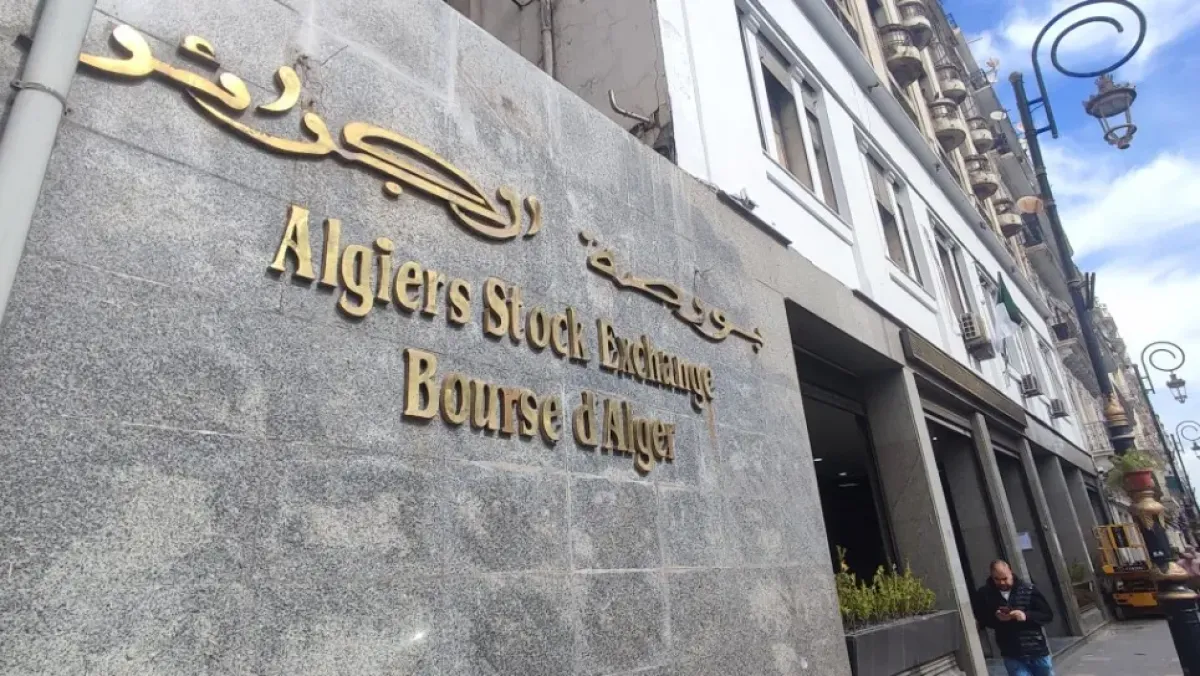 بورصة الجزائر
Algiers Stock Exchange
Bourse d'Alger